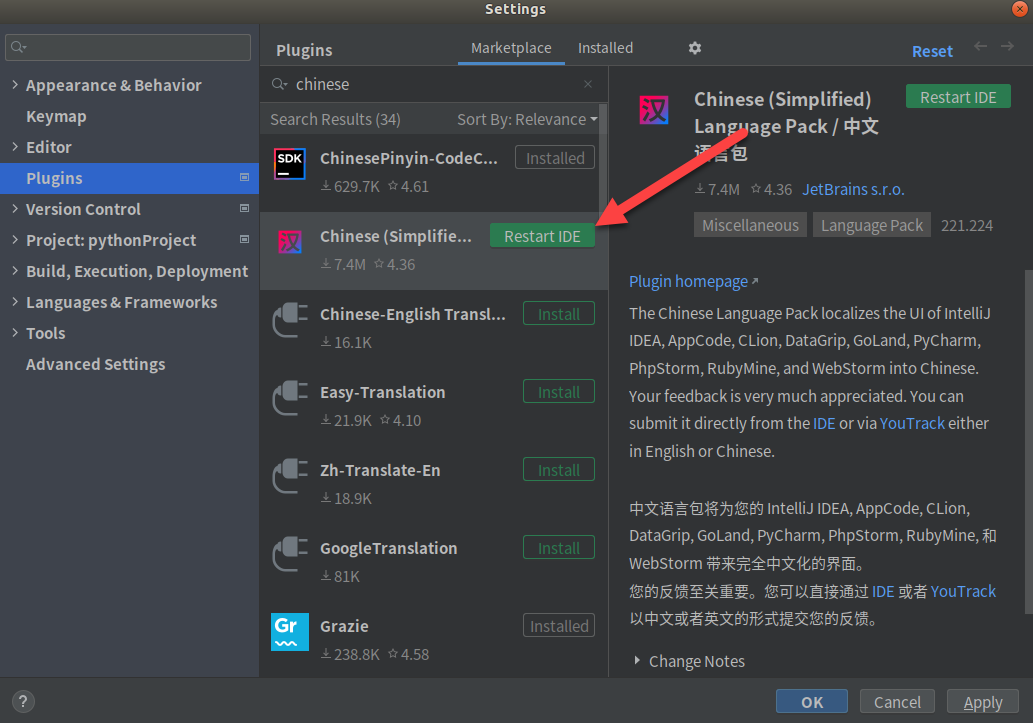 Settings
Plugins
Marketplace
Installed
Reset
Appearance & Behavior
Keymap
Editor
Plugins
Version Control
Project: pythonProject
Build, Execution, Deployment
Languages & Frameworks
Tools
Advanced Settings
chinese
Search Results (34)
Sort By: Relevance
SDK
ChinesePinyin-CodeC...
Installed
629.7K
4.61
汉
Chinese (Simplifie...
Restart IDE
7.4M
4.36
Chinese-English Transl...
Install
16.1K
Easy-Translation
Install
21.9K
4.10
Zh-Translate-En
Install
18.9K
GoogleTranslation
Install
81K
Gr
Grazie
Installed
238.8K
4.58
汉
Chinese (Simplified)
Language Pack / 中文
语言包
Restart IDE
7.4M
4.36
JetBrains s.r.o.
Miscellaneous
Language Pack
221.224
Plugin homepage
The Chinese Language Pack localizes the UI of IntelliJ
IDEA, AppCode, CLion, DataGrip, GoLand, PyCharm,
PhpStorm, RubyMine, and WebStorm into Chinese.
Your feedback is very much appreciated. You can
submit it directly from the IDE or via YouTrack either
in English or Chinese.
中文语言包将为您的 IntelliJ IDEA, AppCode, CLion,
DataGrip, GoLand, PyCharm, PhpStorm, RubyMine, 和
WebStorm 带来完全中文化的界面。
您的反馈至关重要。您可以直接通过 IDE 或者 YouTrack
以中文或者英文的形式提交您的反馈。
Change Notes
?
OK
Cancel
Apply